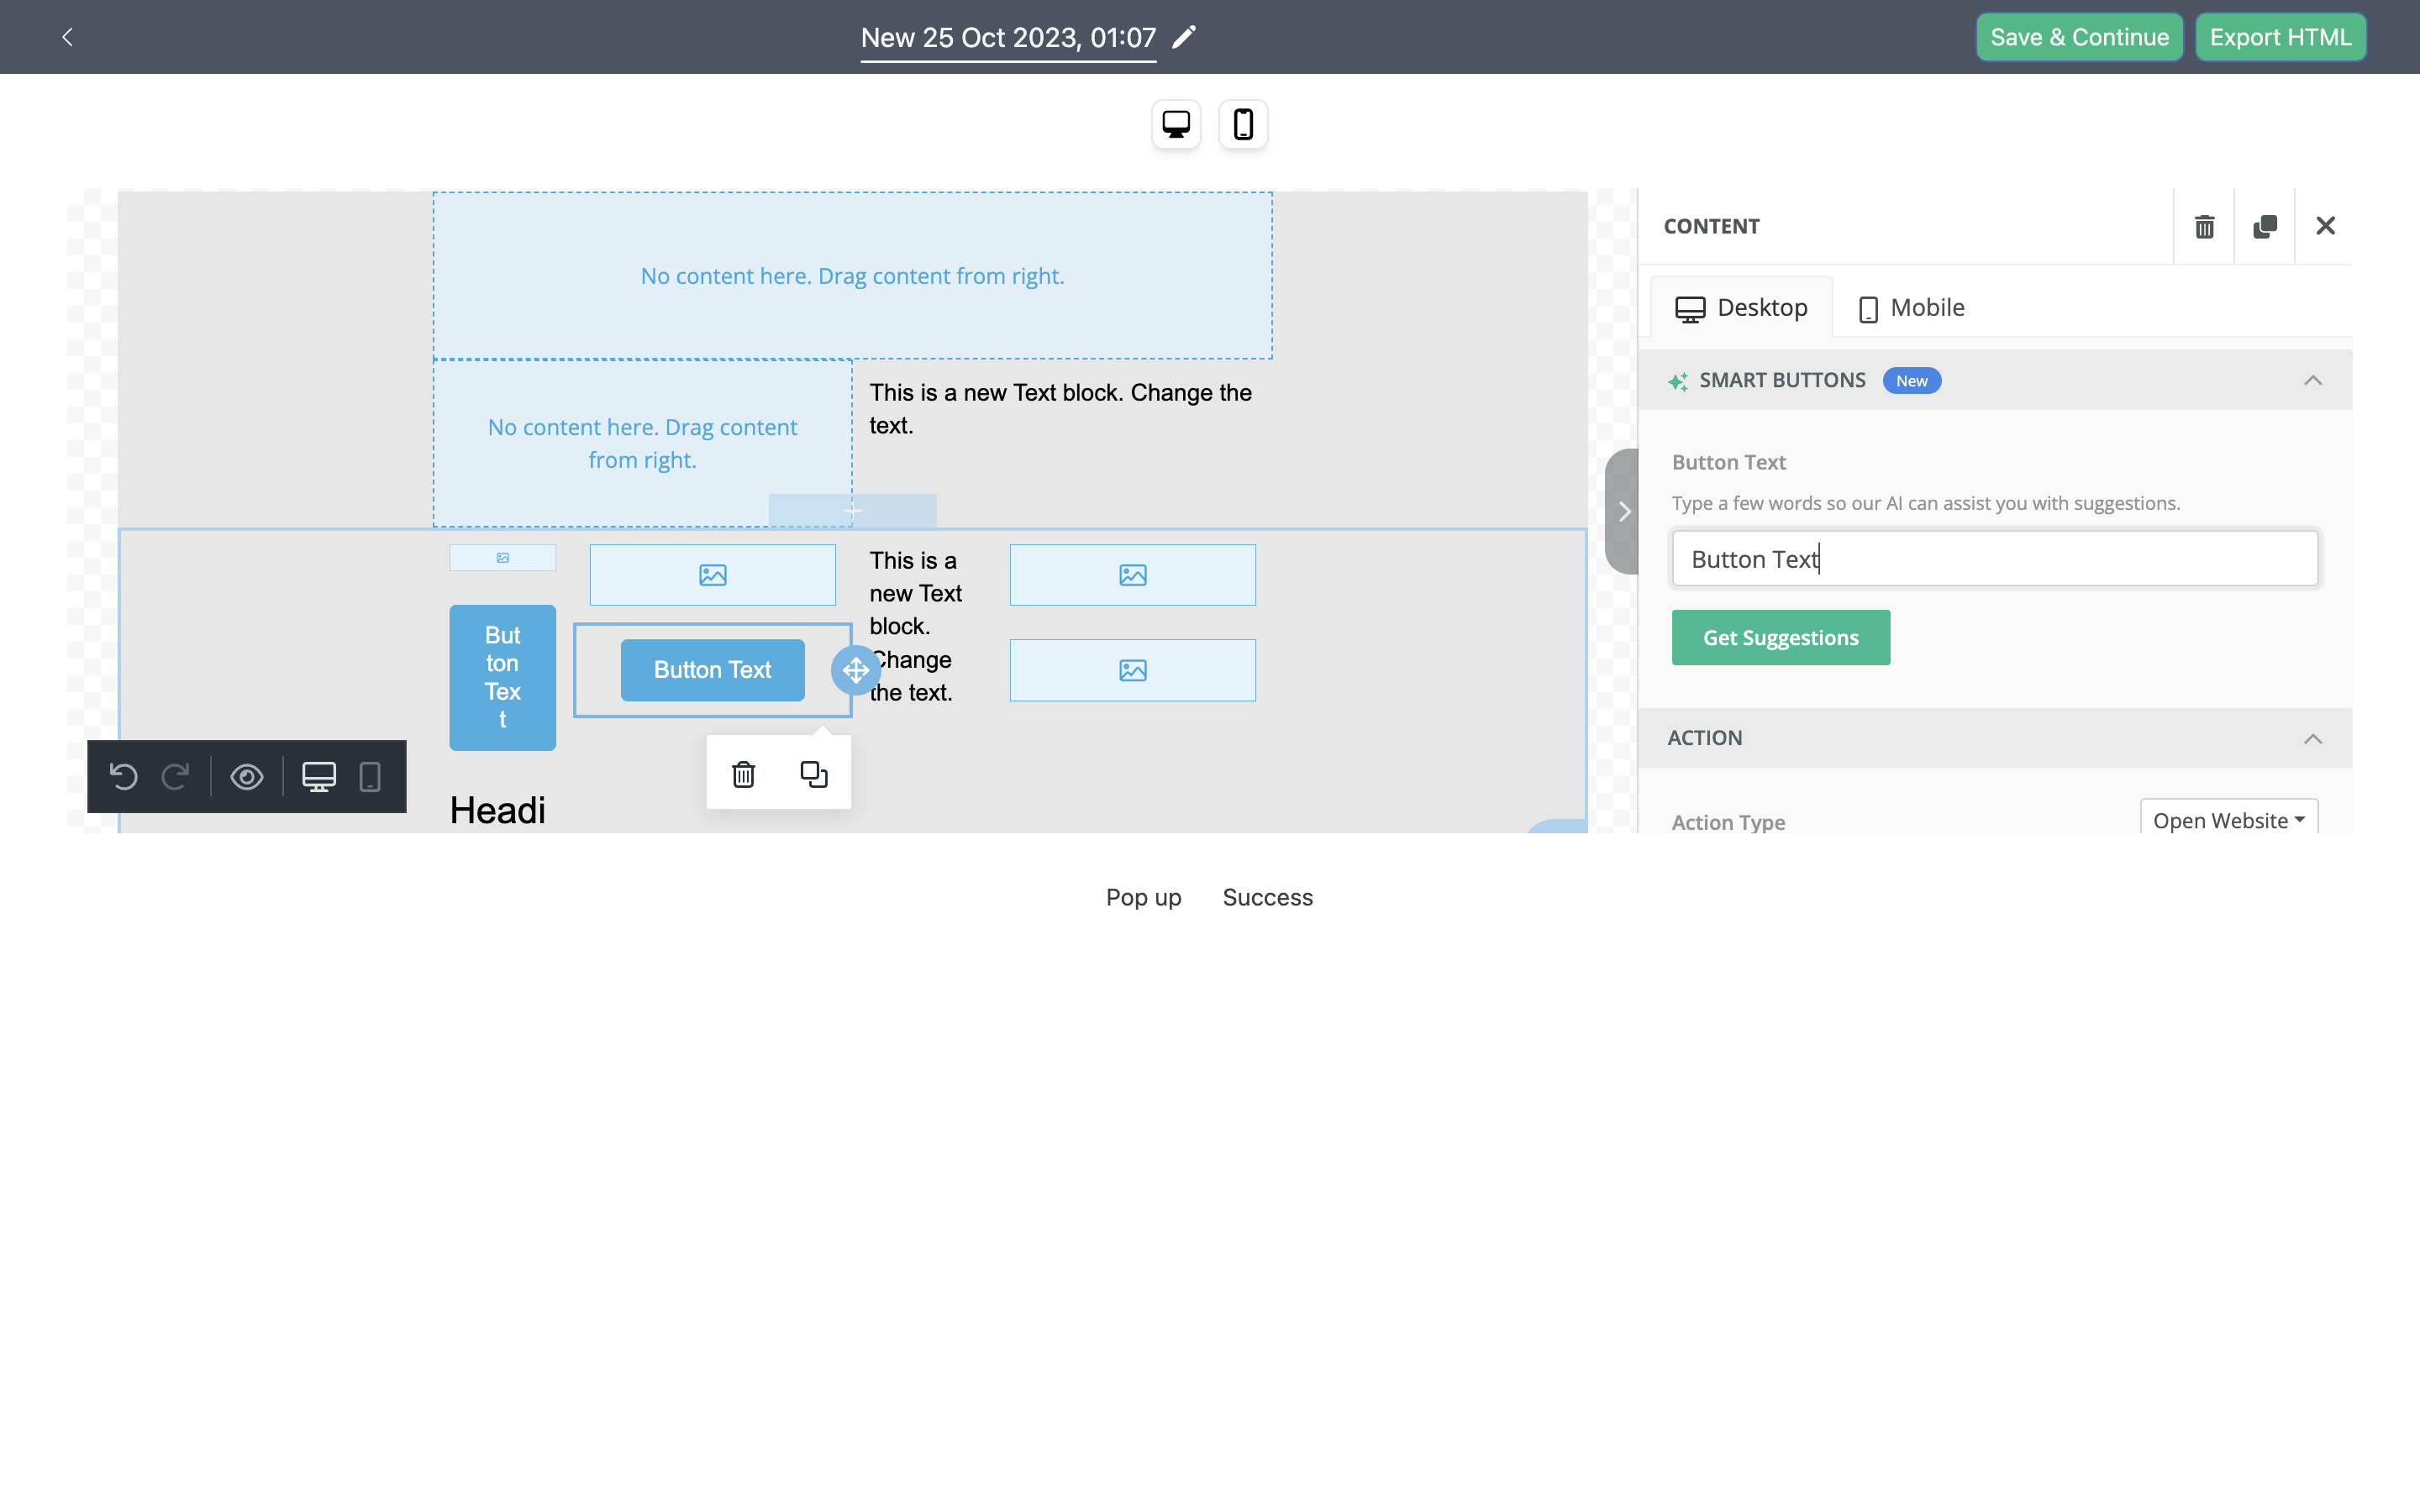 New 25 Oct 2023, 01:07
Save & Continue
Export HTML
No content here. Drag content from right.
No content here. Drag content
from right.
This is a new Text block. Change the
text.
But
ton
Tex
t
Button Text
This is a
new Text
block.
Change
the text.
Headi
CONTENT
Desktop
Mobile
SMART BUTTONS
New
Button Text
Type a few words so our AI can assist you with suggestions.
Button Text
Get Suggestions
ACTION
Action Type
Open Website
Pop up
Success